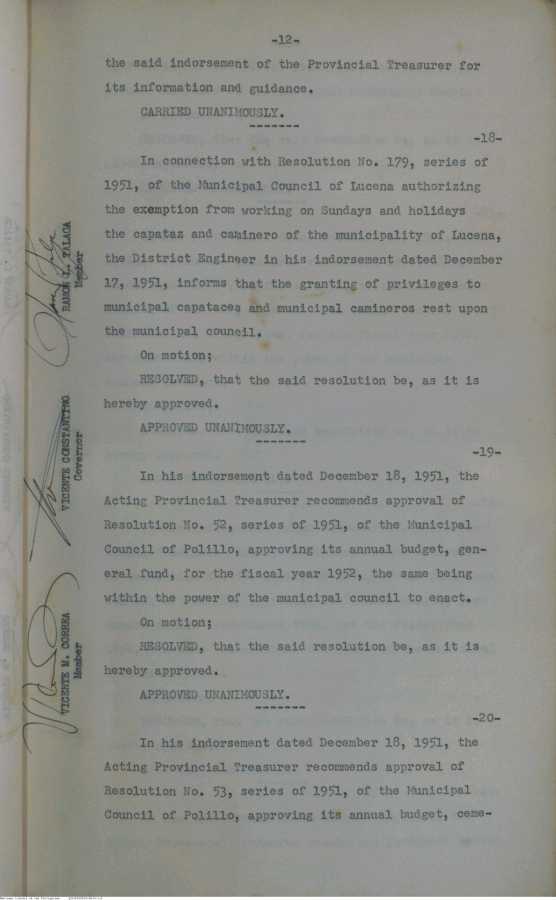 -12-
the said indorsement of the Provincial Treasurer for
its information and guidance.
CARRIED UNANIMOUSLY.
-------
-18-
In connection with Resolution No. 179, series of
1951, of the Municipal Council of Lucena authorizing
the exemption from working on Sundays and holidays
the capataz and caminero of the municipality of Lucena,
the District Engineer in his indorsement dated December
17, 1951, informs that the granting of privileges to
municipal capataces and municipal camineros rest upon
the municipal council.
On motion;
RESOLVED, that the said resolution be, as it is
hereby approved.
APPROVED UNANIMOUSLY.
-------
-19-
In his indorsement dated December 18, 1951, the
Acting Provincial Treasurer recommends approval of
Resolution No. 52, series of 1951, of the Municipal
Council of Polillo, approving its annual budget, gen-
eral fund, for the fiscal year 1952, the same being
within the power of the municipal council to enact.
On motion;
RESOLVED, that the said resolution be, as it is
hereby approved.
APPROVED UNANIMOUSLY.
-------
-20-
In his indorsement dated December 18, 1951, the
Acting Provincial Treasurer recommends approval of
Resolution No. 53, series of 1951, of the Municipal
Council of Polillo, approving its annual budget, ceme-
RAMON L. TALAGA
Member
VICENTE CONSTANTINO
Governor
VICENTE M. CORREA
Member